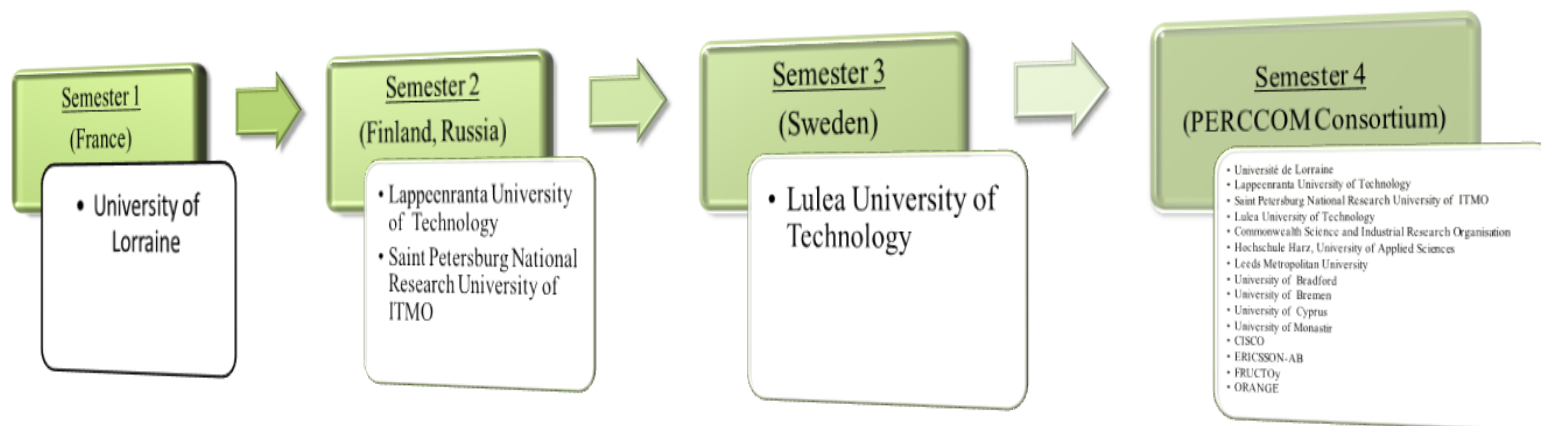 Semester 1
(France)
• University of
Lorraine
Semester 2
(Finland, Russia)
• Lappeenranta University
of Technology
• Saint Petersburg National
Research University of
ITMO
Semester 3
(Sweden)
• Lulea University of
Technology
Semester 4
(PERCCOM Consortium)
• Université de Lorraine
• Lappeenranta University of Technology
• Saint Petersburg National Research University of ITMO
• Lulea University of Technology
• Commonwealth Science and Industrial Research Organisation
• Hochschule Harz, University of Applied Sciences
• Leeds Metropolitan University
• University of Bradford
• University of Bremen
• University of Cyprus
• University of Monastir
• CISCO
• ERICSSON-AB
• FRUCTOy
• ORANGE